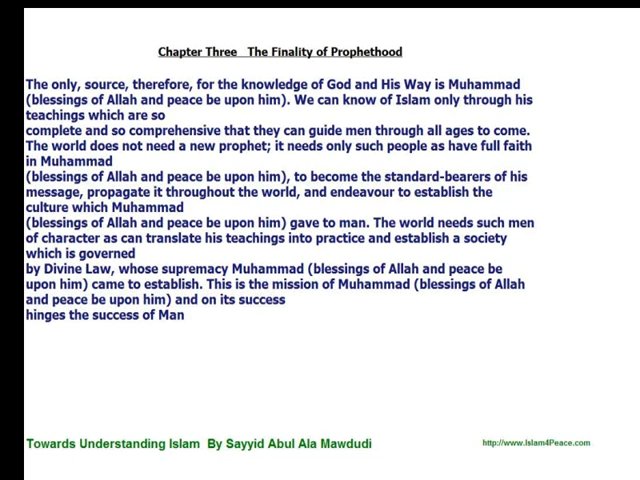 Chapter Three   The Finality of Prophethood
The only, source, therefore, for the knowledge of God and His Way is Muhammad
(blessings of Allah and peace be upon him). We can know of Islam only through his
teachings which are so
complete and so comprehensive that they can guide men through all ages to come.
The world does not need a new prophet; it needs only such people as have full faith
in Muhammad
(blessings of Allah and peace be upon him), to become the standard-bearers of his
message, propagate it throughout the world, and endeavour to establish the
culture which Muhammad
(blessings of Allah and peace be upon him) gave to man. The world needs such men
of character as can translate his teachings into practice and establish a society
which is governed
by Divine Law, whose supremacy Muhammad (blessings of Allah and peace be
upon him) came to establish. This is the mission of Muhammad (blessings of Allah
and peace be upon him) and on its success
hinges the success of Man
Towards Understanding Islam  By Sayyid Abul Ala Mawdudi
http://www.Islam4Peace.com